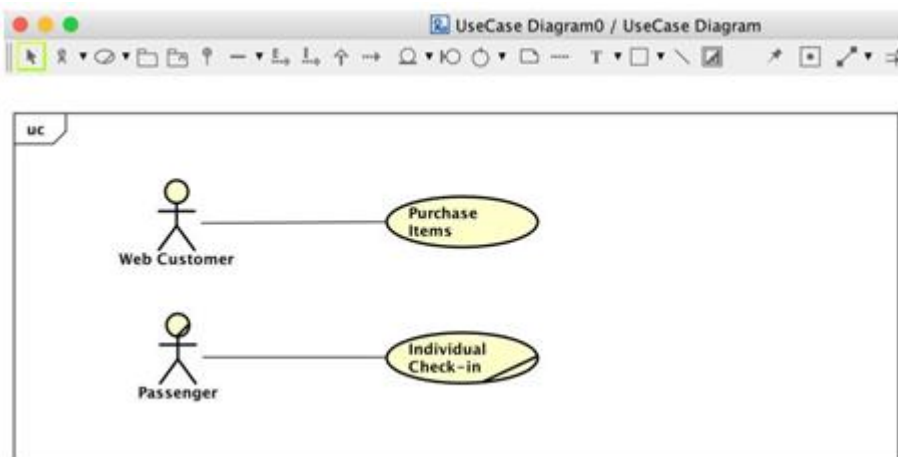 UseCase Diagram0 / UseCase Diagram
T
uc
Purchase
Items
Web Customer
Individual
Check-in
Passenger